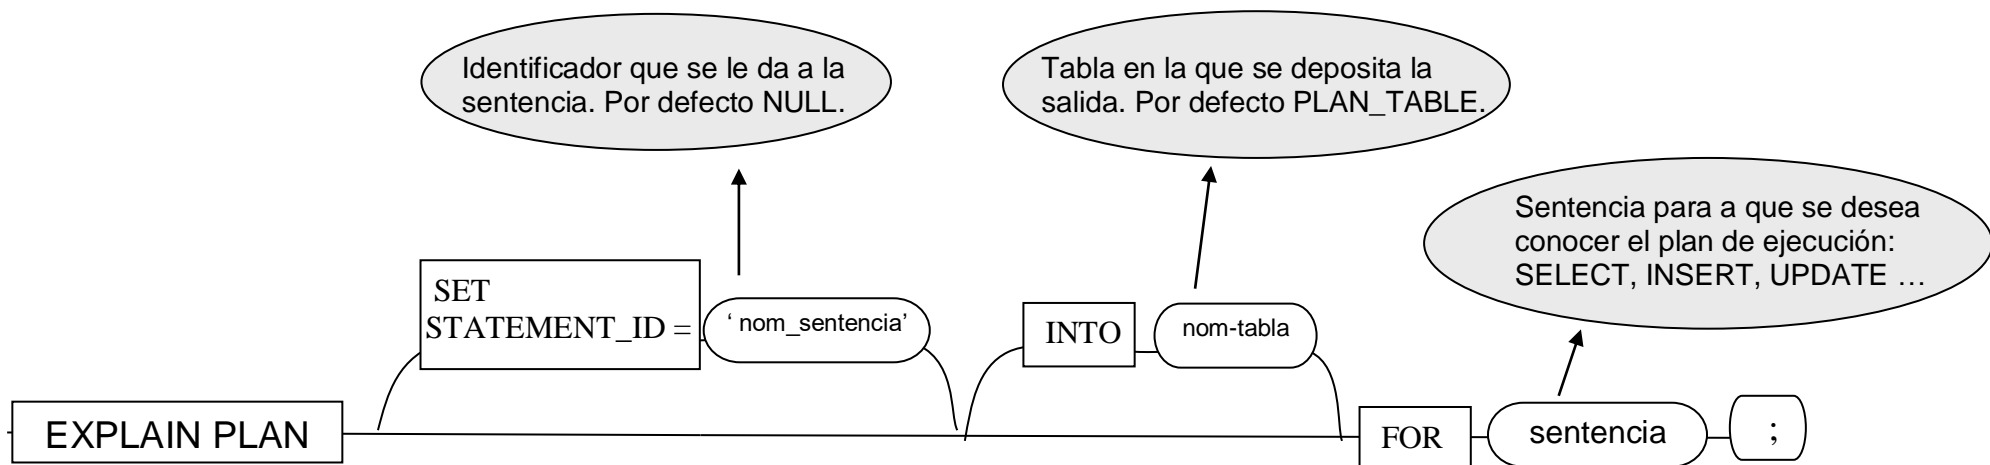 Identificador que se le da a la
sentencia. Por defecto NULL.
Tabla en la que se deposita la
salida. Por defecto PLAN_TABLE.
Sentencia para a que se desea
conocer el plan de ejecución:
SELECT, INSERT, UPDATE …
SET
STATEMENT_ID =
‘ nom_sentencia’
INTO
nom-tabla
EXPLAIN PLAN
FOR
sentencia
;